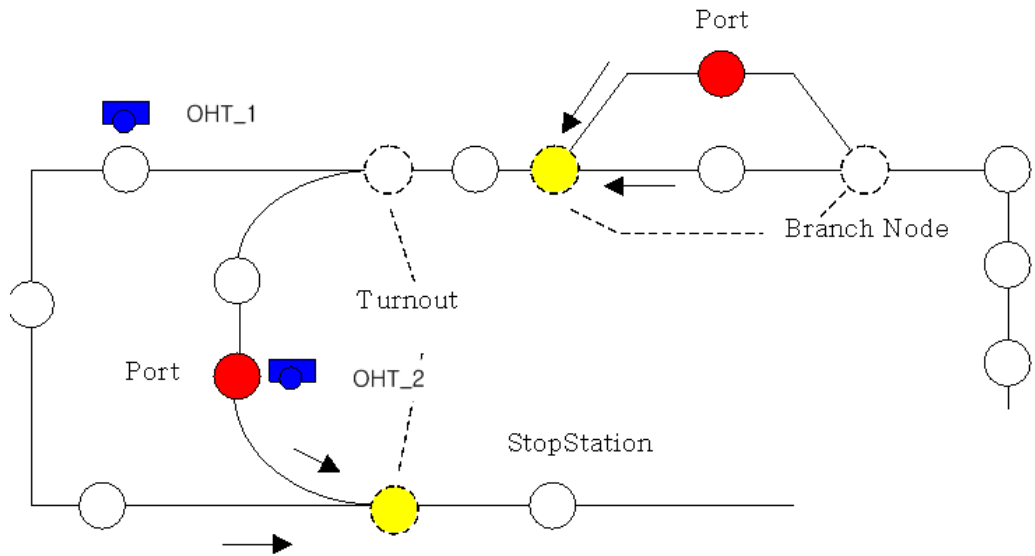 Port
OHT_1
Branch Node
Turnout
Port
OHT_2
StopStation